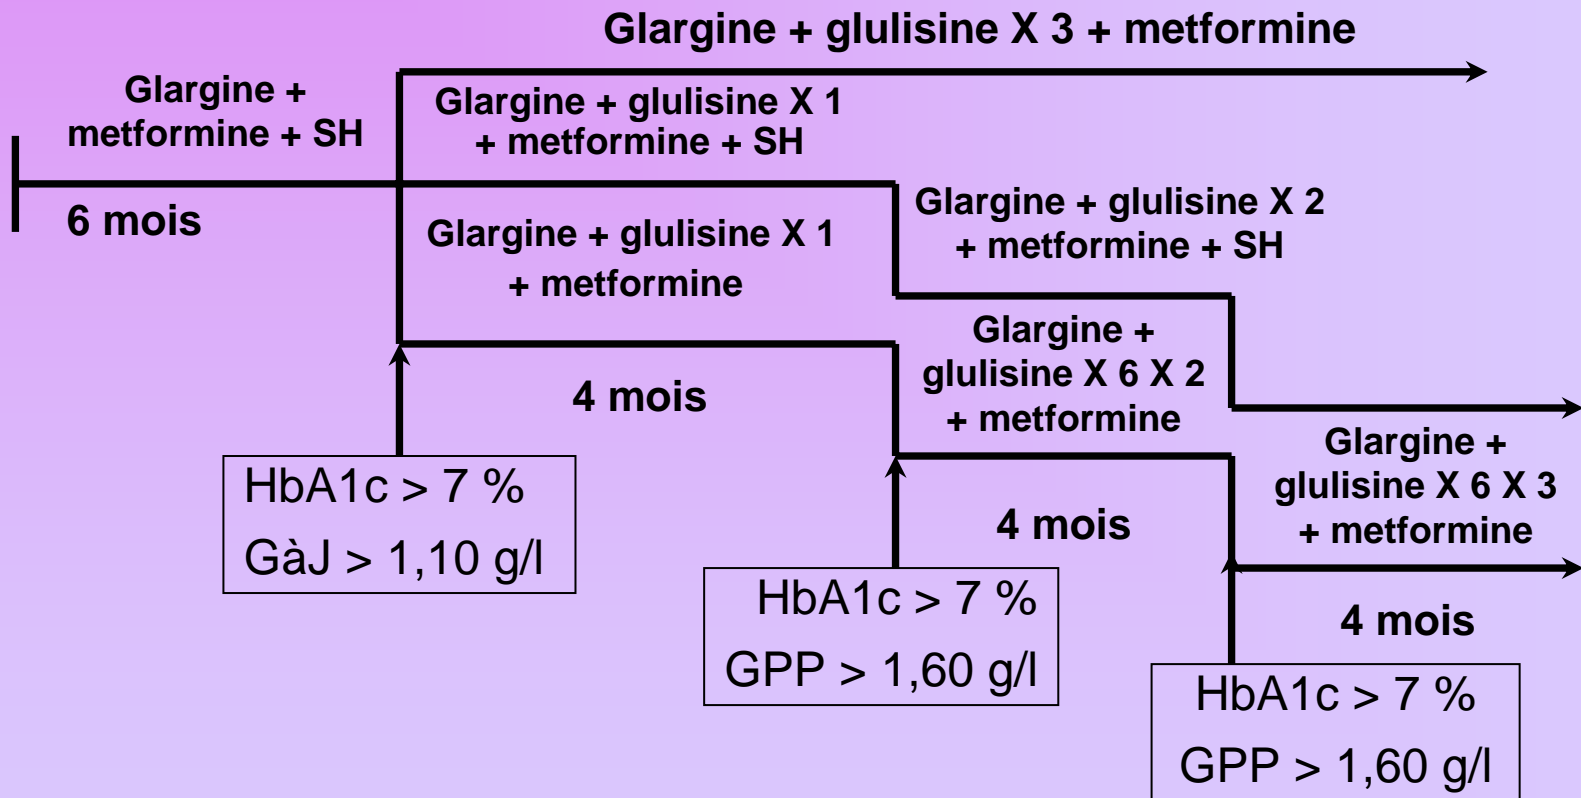 Glargine + glulisine X 3 + metformine
Glargine +
metformine + SH
Glargine + glulisine X 1
+ metformine + SH
6 mois
Glargine + glulisine X 1
+ metformine
Glargine + glulisine X 2
+ metformine + SH
4 mois
Glargine +
glulisine X 6 X 2
+ metformine
HbA1c > 7 %
GàJ > 1,10 g/l
4 mois
Glargine +
glulisine X 6 X 3
+ metformine
HbA1c > 7 %
GPP > 1,60 g/l
4 mois
HbA1c > 7 %
GPP > 1,60 g/l